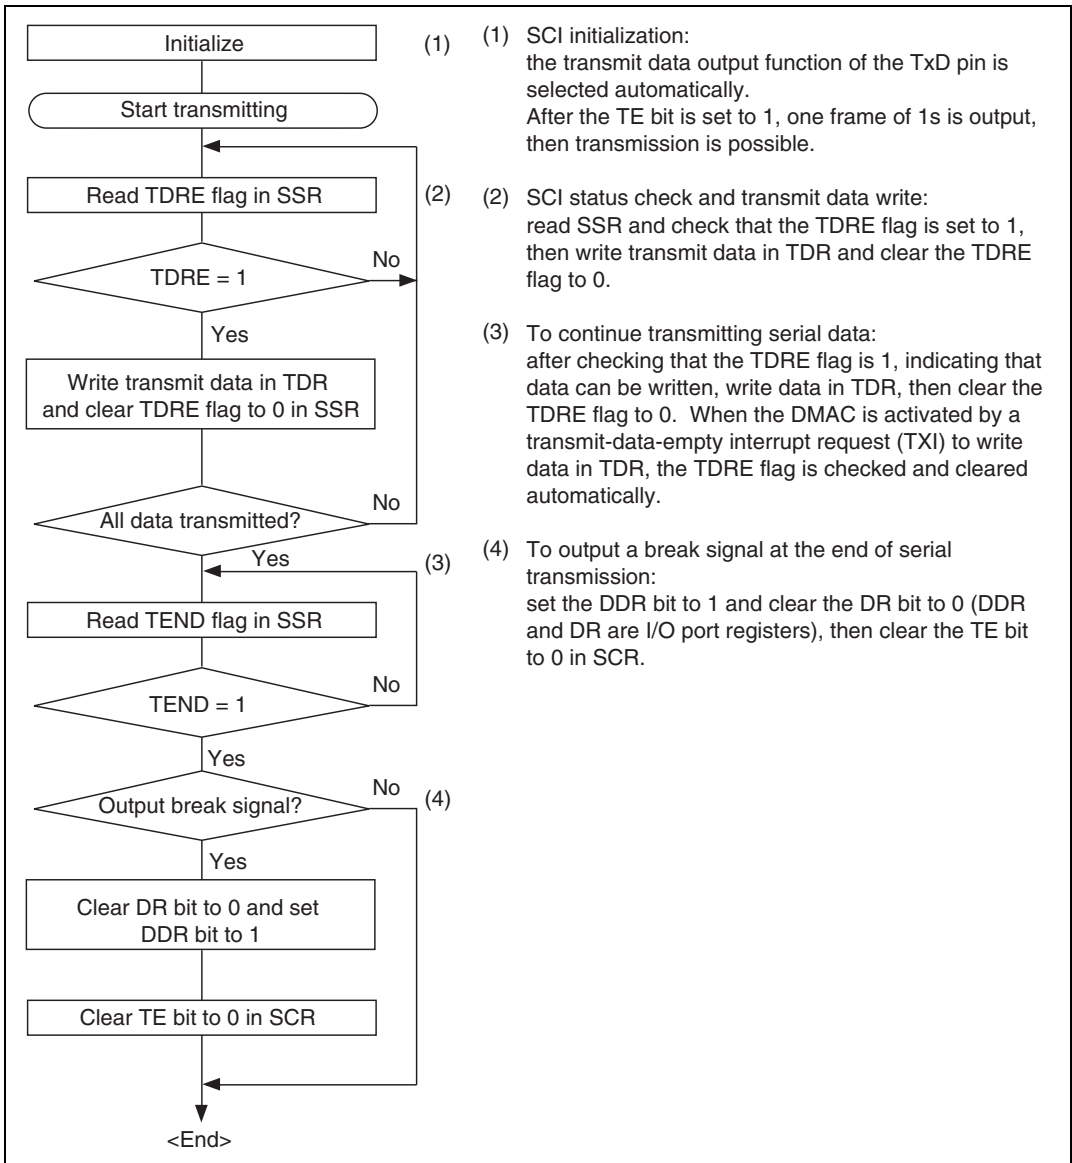 Initialize
(1)
Start transmitting
Read TDRE flag in SSR
(2)
TDRE = 1
No
Yes
Write transmit data in TDR
and clear TDRE flag to 0 in SSR
All data transmitted?
No
Yes
(3)
Read TEND flag in SSR
TEND = 1
No
Yes
Output break signal?
No
(4)
Yes
Clear DR bit to 0 and set
DDR bit to 1
Clear TE bit to 0 in SCR
<End>
(1) SCI initialization:
the transmit data output function of the TxD pin is
selected automatically.
After the TE bit is set to 1, one frame of 1s is output,
then transmission is possible.
(2) SCI status check and transmit data write:
read SSR and check that the TDRE flag is set to 1,
then write transmit data in TDR and clear the TDRE
flag to 0.
(3) To continue transmitting serial data:
after checking that the TDRE flag is 1, indicating that
data can be written, write data in TDR, then clear the
TDRE flag to 0.  When the DMAC is activated by a
transmit-data-empty interrupt request (TXI) to write
data in TDR, the TDRE flag is checked and cleared
automatically.
(4) To output a break signal at the end of serial
transmission:
set the DDR bit to 1 and clear the DR bit to 0 (DDR
and DR are I/O port registers), then clear the TE bit
to 0 in SCR.